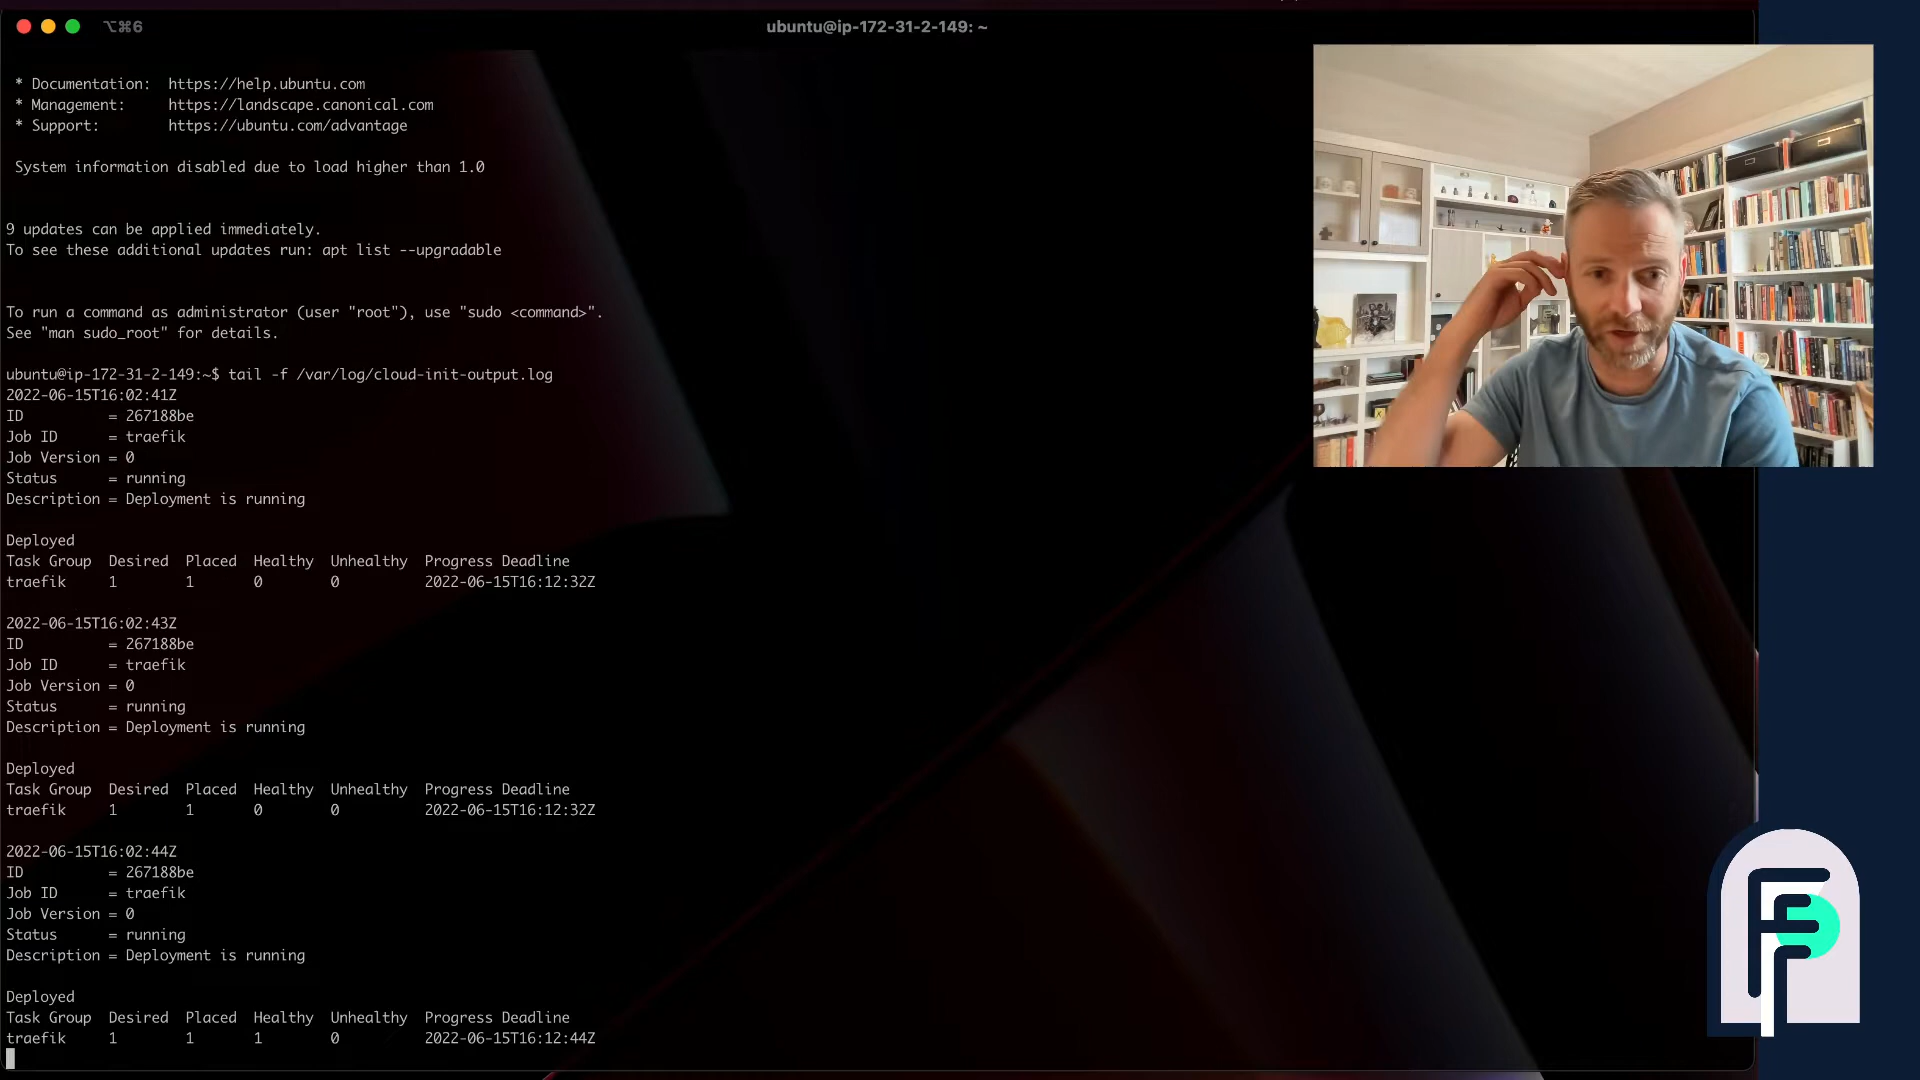 ⌥⌘6
ubuntu@ip-172-31-2-149: ~
* Documentation:  https://help.ubuntu.com
* Management:     https://landscape.canonical.com
* Support:        https://ubuntu.com/advantage
System information disabled due to load higher than 1.0
9 updates can be applied immediately.
To see these additional updates run: apt list --upgradable
To run a command as administrator (user "root"), use "sudo <command>".
See "man sudo_root" for details.
ubuntu@ip-172-31-2-149:~$ tail -f /var/log/cloud-init-output.log
2022-06-15T16:02:41Z
ID          = 267188be
Job ID      = traefik
Job Version = 0
Status      = running
Description = Deployment is running
Deployed
Task Group  Desired  Placed  Healthy  Unhealthy  Progress Deadline
traefik     1        1       0        0          2022-06-15T16:12:32Z
2022-06-15T16:02:43Z
ID          = 267188be
Job ID      = traefik
Job Version = 0
Status      = running
Description = Deployment is running
Deployed
Task Group  Desired  Placed  Healthy  Unhealthy  Progress Deadline
traefik     1        1       0        0          2022-06-15T16:12:32Z
2022-06-15T16:02:44Z
ID          = 267188be
Job ID      = traefik
Job Version = 0
Status      = running
Description = Deployment is running
Deployed
Task Group  Desired  Placed  Healthy  Unhealthy  Progress Deadline
traefik     1        1       1        0          2022-06-15T16:12:44Z